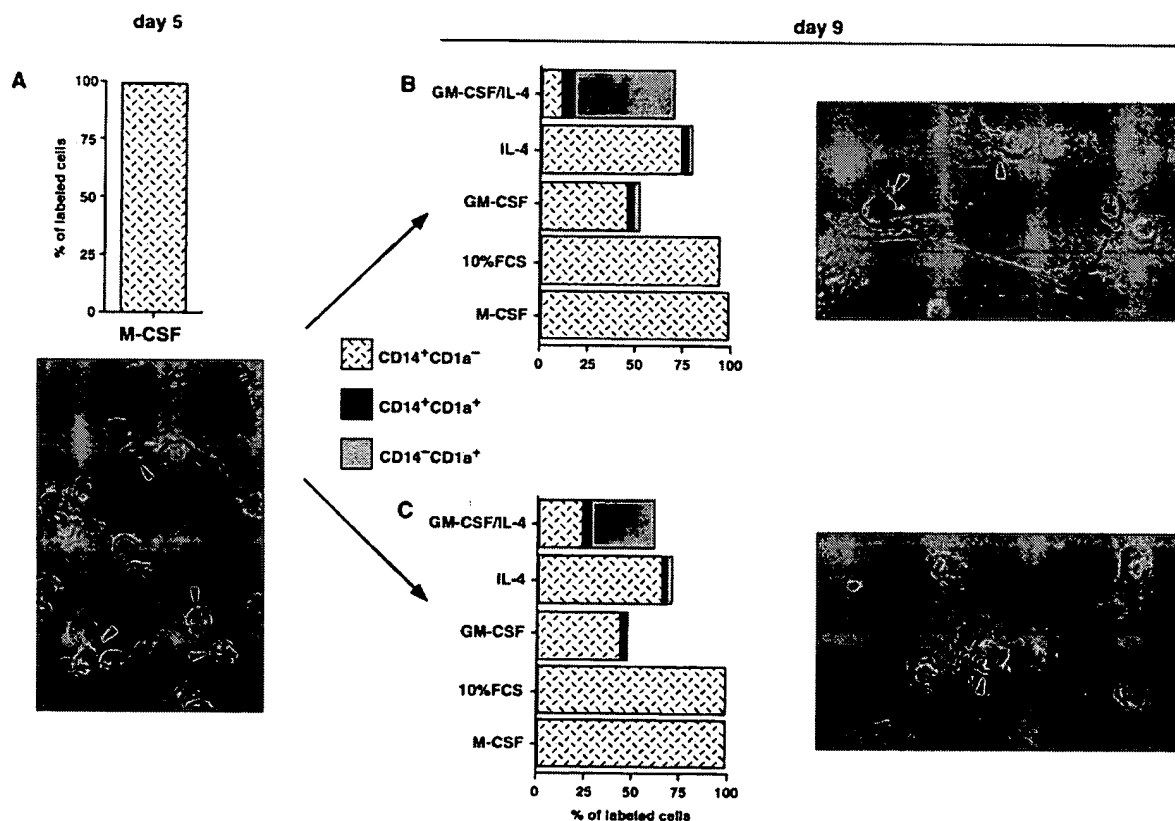 day 5
day 9
A
100
75
50
25
0
% of labeled cells
M-CSF
B
GM-CSF/IL-4
IL-4
GM-CSF
10%FCS
M-CSF
0 25 50 75 100
CD14⁺CD1a⁻
CD14⁺CD1a⁺
CD14⁻CD1a⁺
C
GM-CSF/IL-4
IL-4
GM-CSF
10%FCS
M-CSF
0 25 50 75 100
% of labeled cells